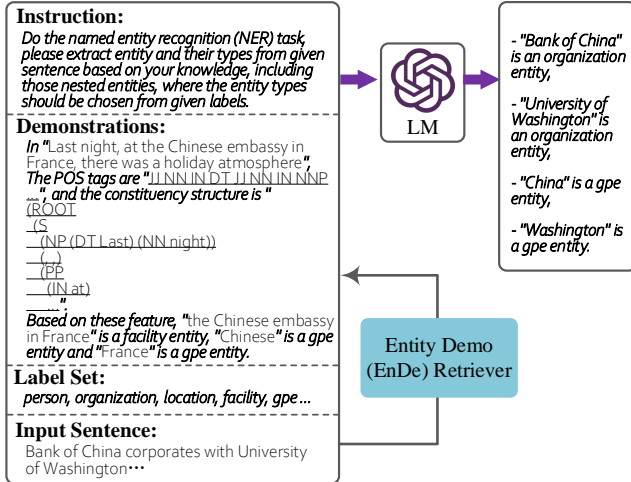 Instruction:
Do the named entity recognition (NER) task,
please extract entity and their types from given
sentence based on your knowledge, including
those nested entities, where the entity types
should be chosen from given labels.
Demonstrations:
In "Last night, at the Chinese embassy in
France, there was a holiday atmosphere",
The POS tags are "JJ NN IN DT JJ NN IN NNP
...", and the constituency structure is "
(ROOT
(S
(NP (DT Last) (NN night))
(, ,)
(PP
(IN at)
... ".
Based on these feature, "the Chinese embassy
in France" is a facility entity, "Chinese" is a gpe
entity and "France" is a gpe entity.
Label Set:
person, organization, location, facility, gpe ...
Input Sentence:
Bank of China corporates with University
of Washington···
LM
- "Bank of China"
is an organization
entity,
- "University of
Washington" is
an organization
entity,
- "China" is a gpe
entity,
- "Washington" is
a gpe entity.
Entity Demo
(EnDe) Retriever